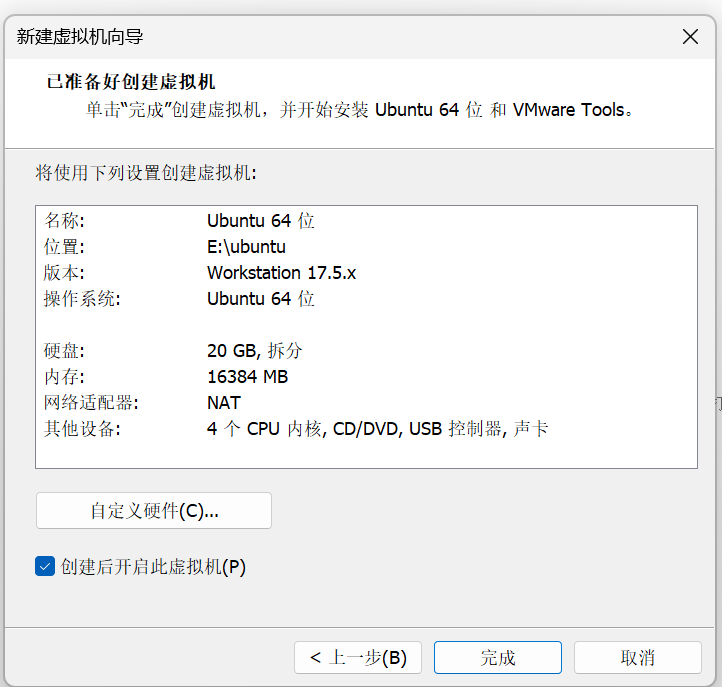 新建虚拟机向导
已准备好创建虚拟机
单击“完成”创建虚拟机，并开始安装 Ubuntu 64 位 和 VMware Tools。
将使用下列设置创建虚拟机:
名称: Ubuntu 64 位
位置: E:\ubuntu
版本: Workstation 17.5.x
操作系统: Ubuntu 64 位
硬盘: 20 GB, 拆分
内存: 16384 MB
网络适配器: NAT
其他设备: 4 个 CPU 内核, CD/DVD, USB 控制器, 声卡
自定义硬件(C)...
创建后开启此虚拟机(P)
< 上一步(B) 完成 取消